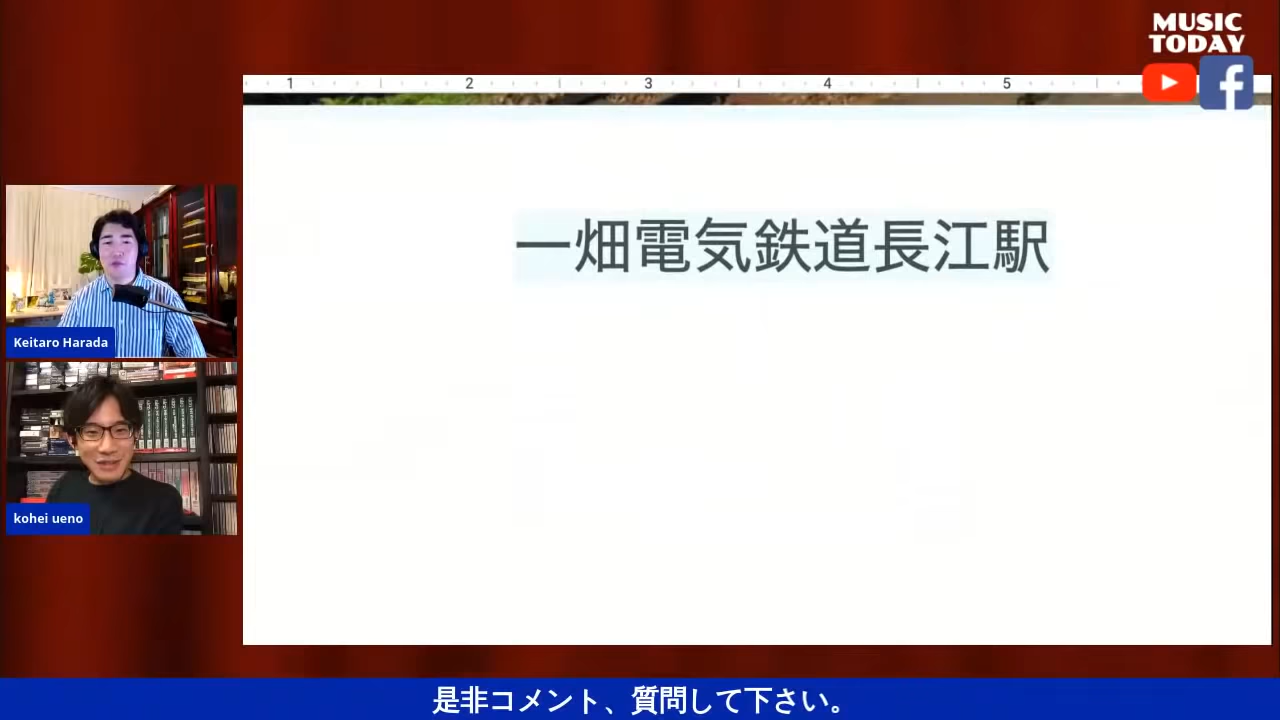 MUSIC
TODAY
1 2 3 4 5
一畑電気鉄道長江駅
Keitaro Harada
kohei ueno
是非コメント、質問して下さい。